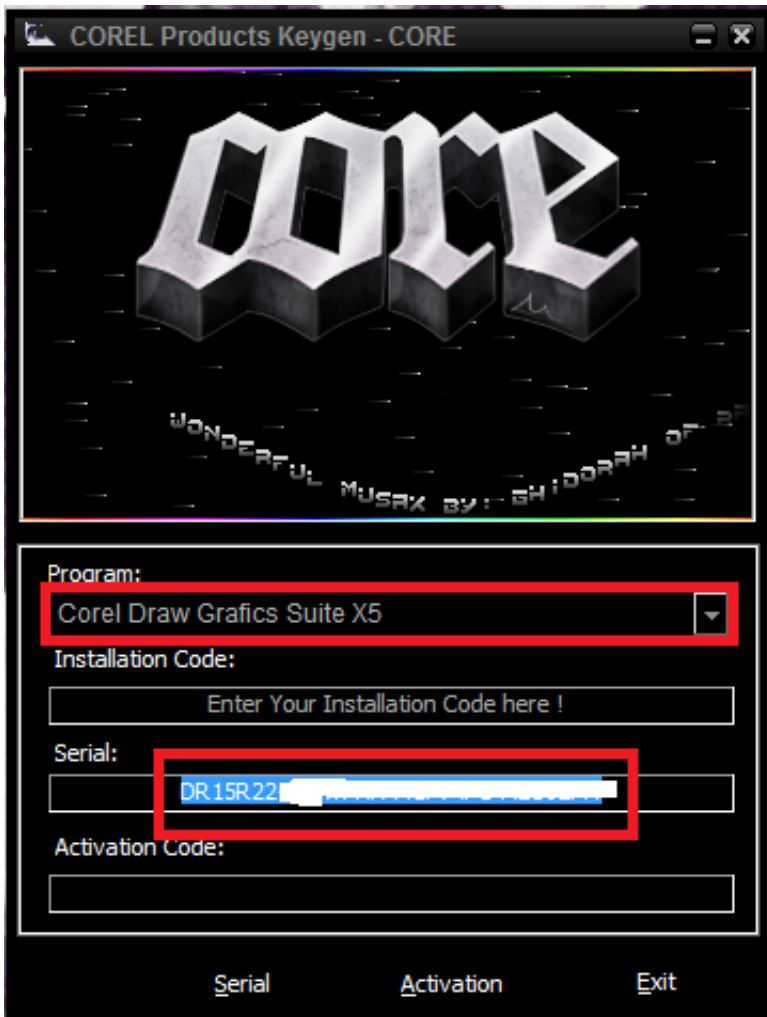 COREL Products Keygen - CORE
core
WONDERFUL MUSAX BY: GHIDORAH OF
Program:
Corel Draw Grafics Suite X5
Installation Code:
Enter Your Installation Code here !
Serial:
DR15R22
Activation Code:
Serial Activation Exit